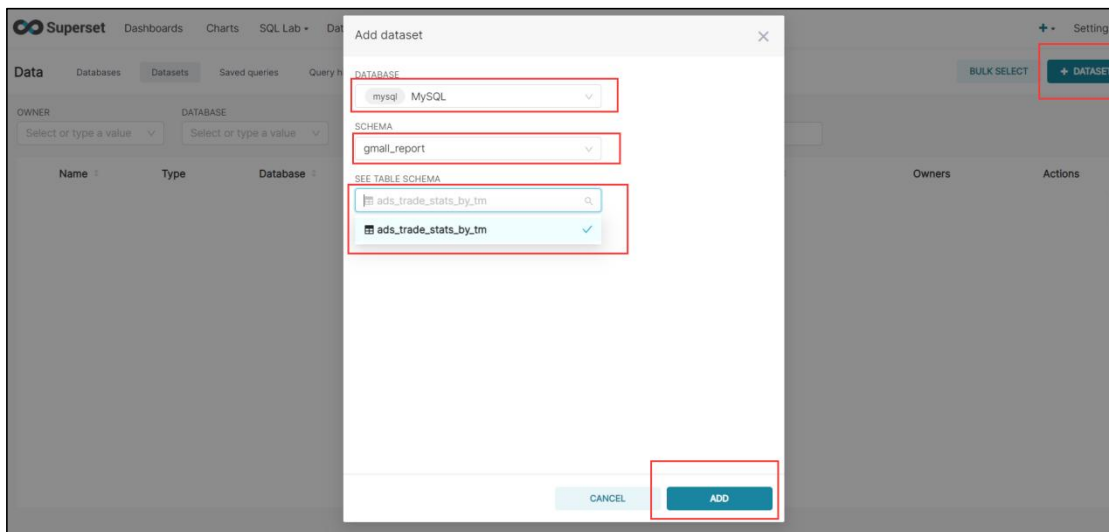 Superset Dashboards Charts SQL Lab Dat
Add dataset
Setting
Data Databases Datasets Saved queries Query h
BULK SELECT + DATASET
DATABASE
mysql MySQL
OWNER DATABASE
Select or type a value Select or type a value
SCHEMA
gmall_report
Name Type Database Owners Actions
SEE TABLE SCHEMA
ads_trade_stats_by_tm
ads_trade_stats_by_tm
CANCEL ADD